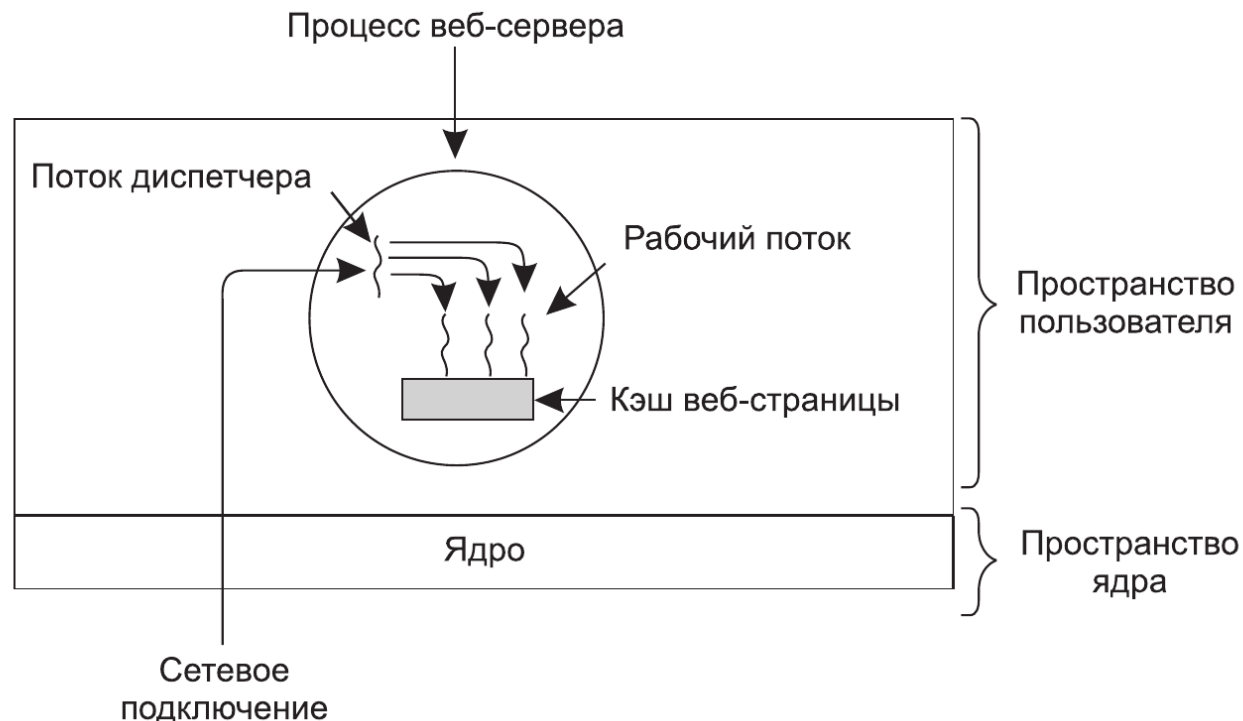 Процесс веб-сервера
Поток диспетчера
Рабочий поток
Пространство
пользователя
Кэш веб-страницы
Ядро
Пространство
ядра
Сетевое
подключение